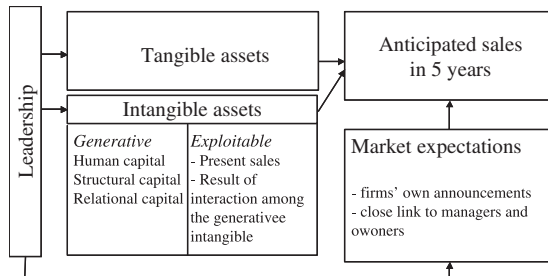 Leadership
Tangible assets
Intangible assets
Generative
Human capital
Structural capital
Relational capital
Exploitable
- Present sales
- Result of
interaction among
the generativee
intangible
Anticipated sales
in 5 years
Market expectations
- firms' own announcements
- close link to managers and
owoners